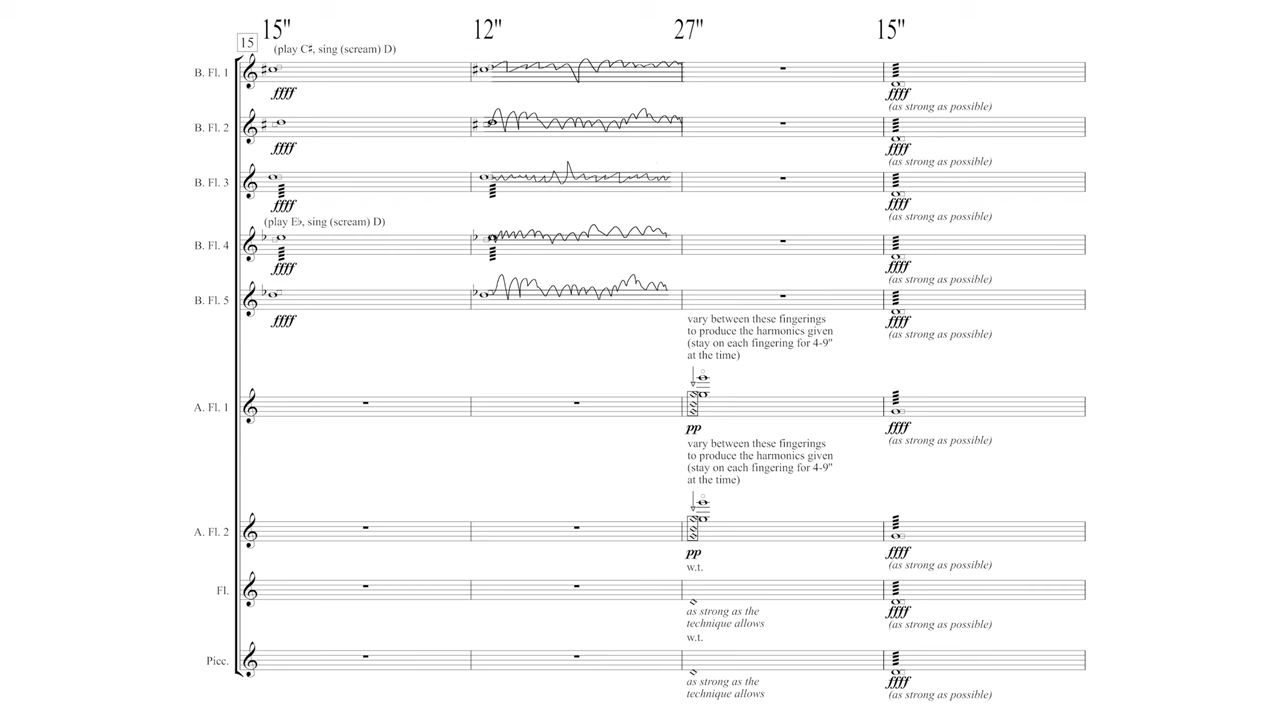 15" 12" 27" 15"
15
(play C♯, sing (scream) D)
B. Fl. 1
ffff
ffff
(as strong as possible)
B. Fl. 2
ffff
ffff
(as strong as possible)
B. Fl. 3
ffff
ffff
(as strong as possible)
(play E♭, sing (scream) D)
B. Fl. 4
ffff
ffff
(as strong as possible)
B. Fl. 5
ffff
ffff
(as strong as possible)
vary between these fingerings
to produce the harmonics given
(stay on each fingering for 4-9"
at the time)
A. Fl. 1
pp
ffff
(as strong as possible)
vary between these fingerings
to produce the harmonics given
(stay on each fingering for 4-9"
at the time)
A. Fl. 2
pp
ffff
(as strong as possible)
w.t.
Fl.
as strong as the
technique allows
ffff
(as strong as possible)
w.t.
Picc.
as strong as the
technique allows
ffff
(as strong as possible)